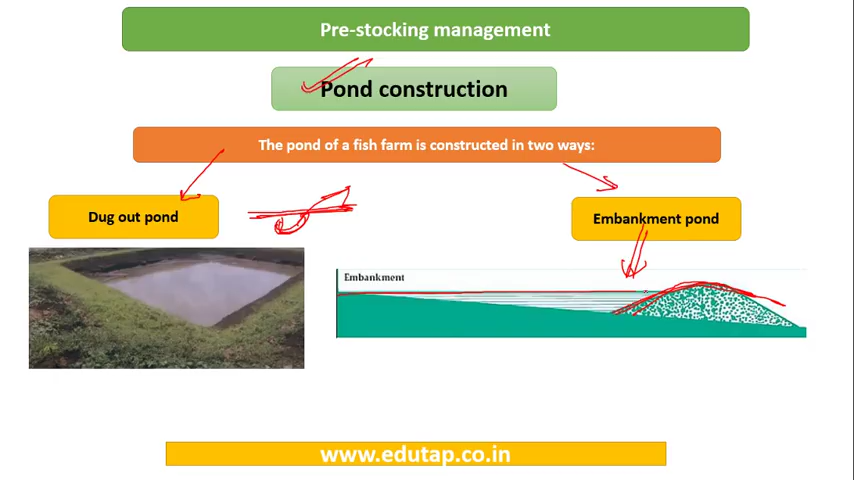 Pre-stocking management
Pond construction
The pond of a fish farm is constructed in two ways:
Dug out pond
Embankment pond
Embankment
www.edutap.co.in